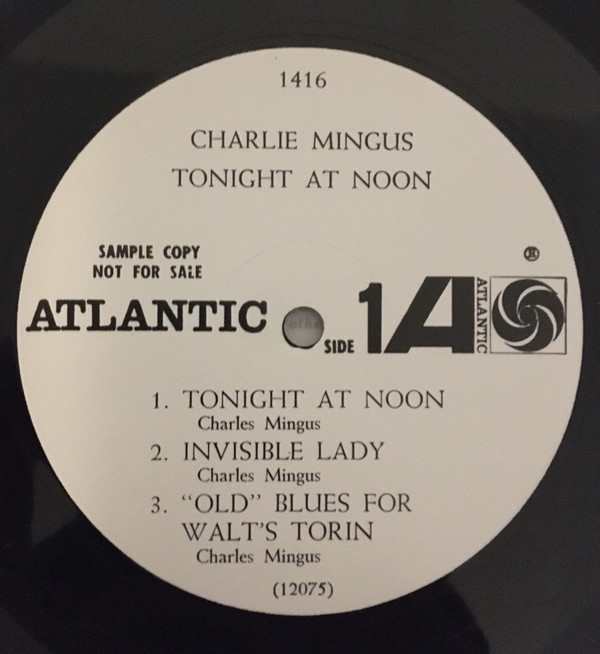 1416
CHARLIE MINGUS
TONIGHT AT NOON
SAMPLE COPY
NOT FOR SALE
®
ATLANTIC
SIDE 1
A
ATLANTIC
1. TONIGHT AT NOON
Charles Mingus
2. INVISIBLE LADY
Charles Mingus
3. “OLD” BLUES FOR
WALT'S TORIN
Charles Mingus
(12075)